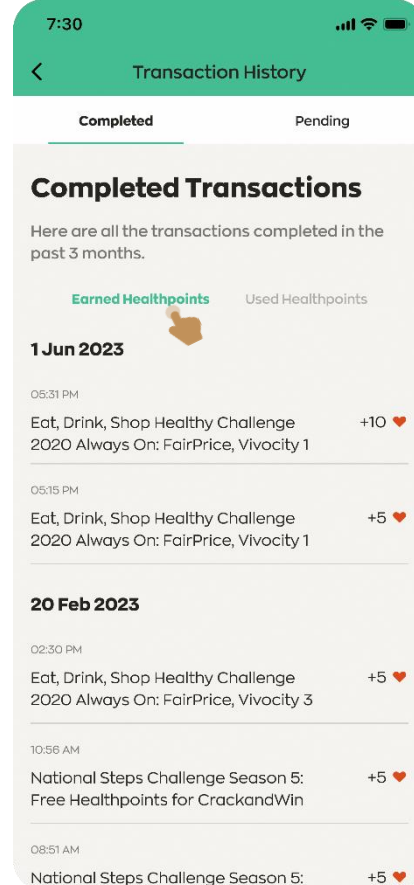 7:30
Transaction History
Completed Pending
Completed Transactions
Here are all the transactions completed in the
past 3 months.
Earned Healthpoints Used Healthpoints
1 Jun 2023
05:31 PM
Eat, Drink, Shop Healthy Challenge +10
2020 Always On: FairPrice, Vivocity 1
05:15 PM
Eat, Drink, Shop Healthy Challenge +5
2020 Always On: FairPrice, Vivocity 1
20 Feb 2023
02:30 PM
Eat, Drink, Shop Healthy Challenge +5
2020 Always On: FairPrice, Vivocity 3
10:56 AM
National Steps Challenge Season 5: +5
Free Healthpoints for CrackandWin
08:51 AM
National Steps Challenge Season 5: +5